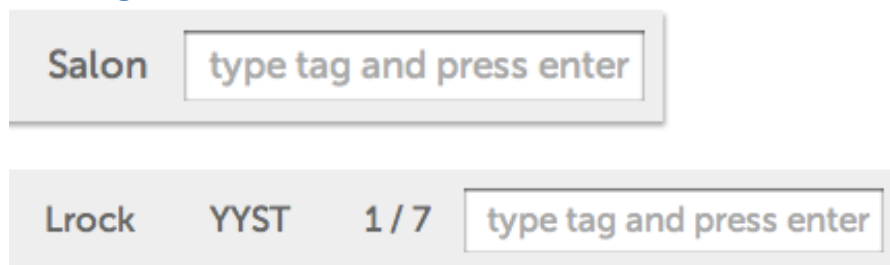 Salon type tag and press enter
Lrock YYST 1 / 7 type tag and press enter